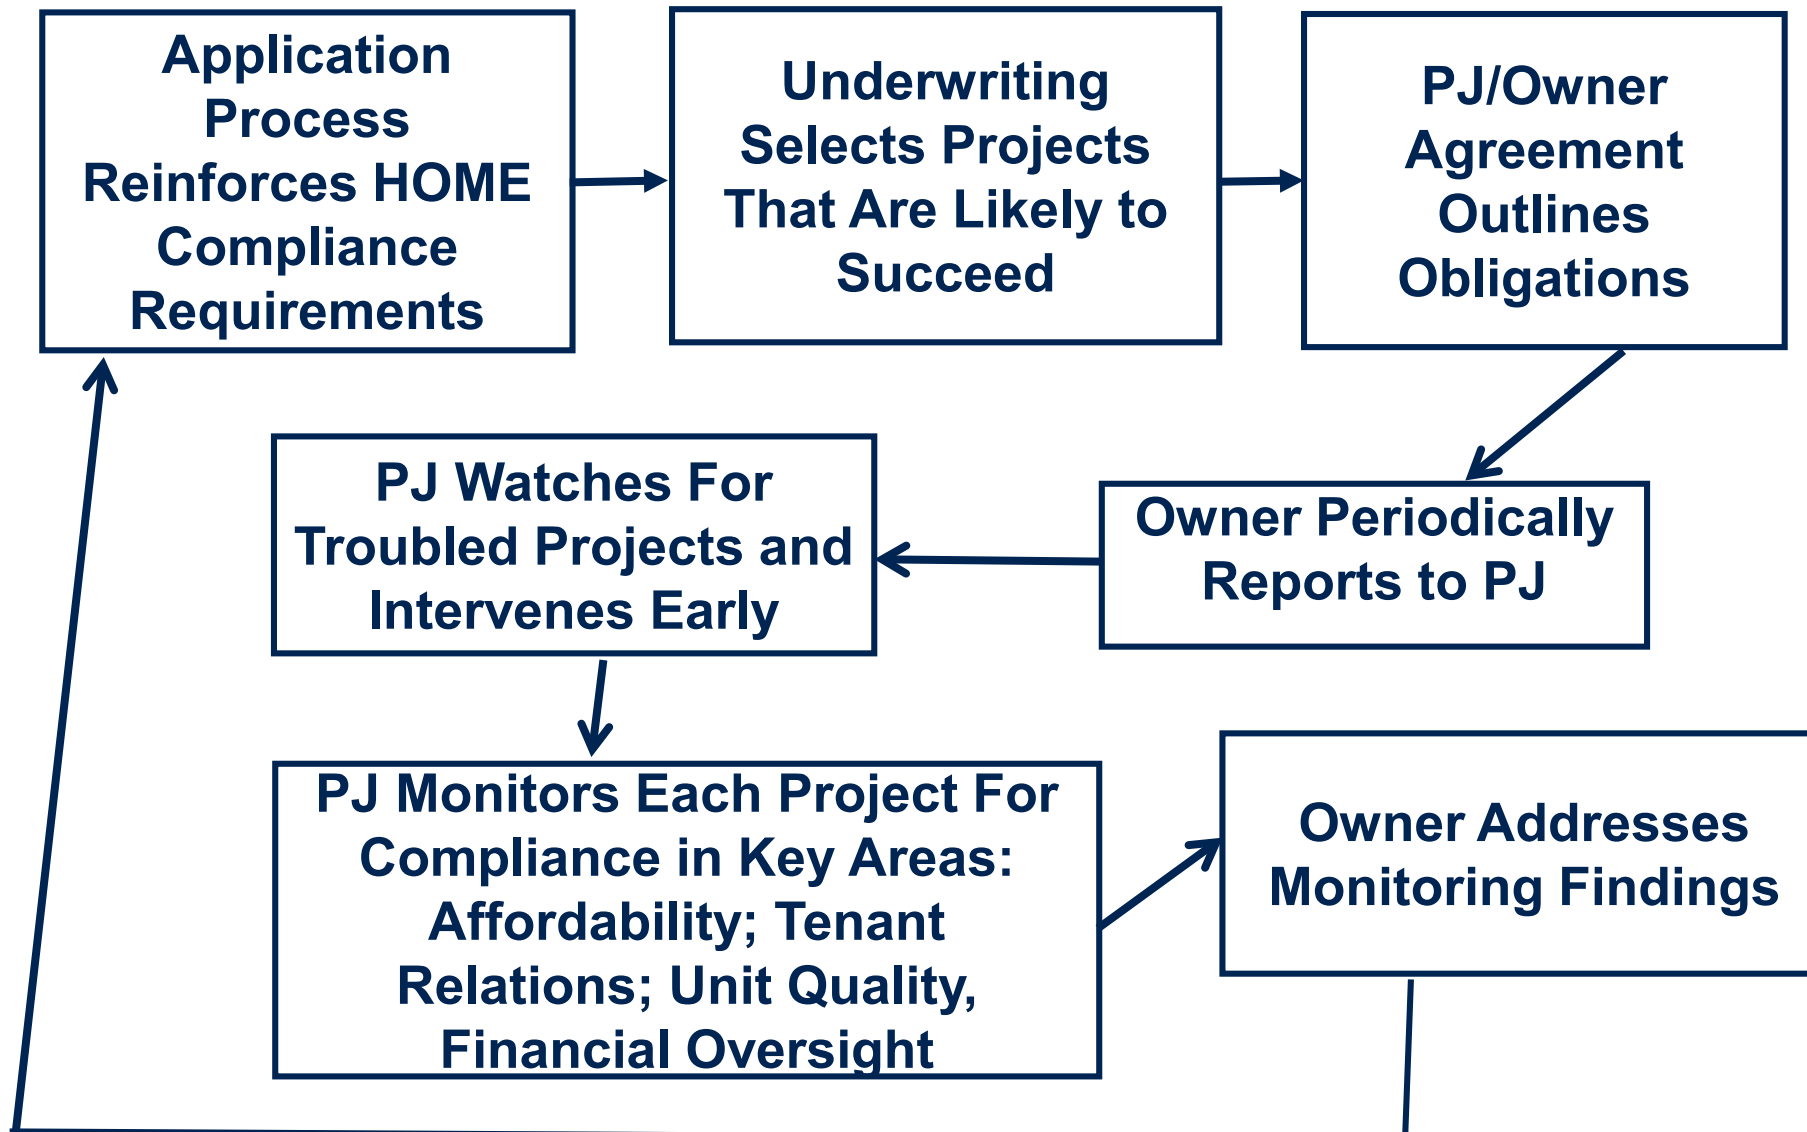 Application
Process
Reinforces HOME
Compliance
Requirements
Underwriting
Selects Projects
That Are Likely to
Succeed
PJ/Owner
Agreement
Outlines
Obligations
PJ Watches For
Troubled Projects and
Intervenes Early
Owner Periodically
Reports to PJ
PJ Monitors Each Project For
Compliance in Key Areas:
Affordability; Tenant
Relations; Unit Quality,
Financial Oversight
Owner Addresses
Monitoring Findings